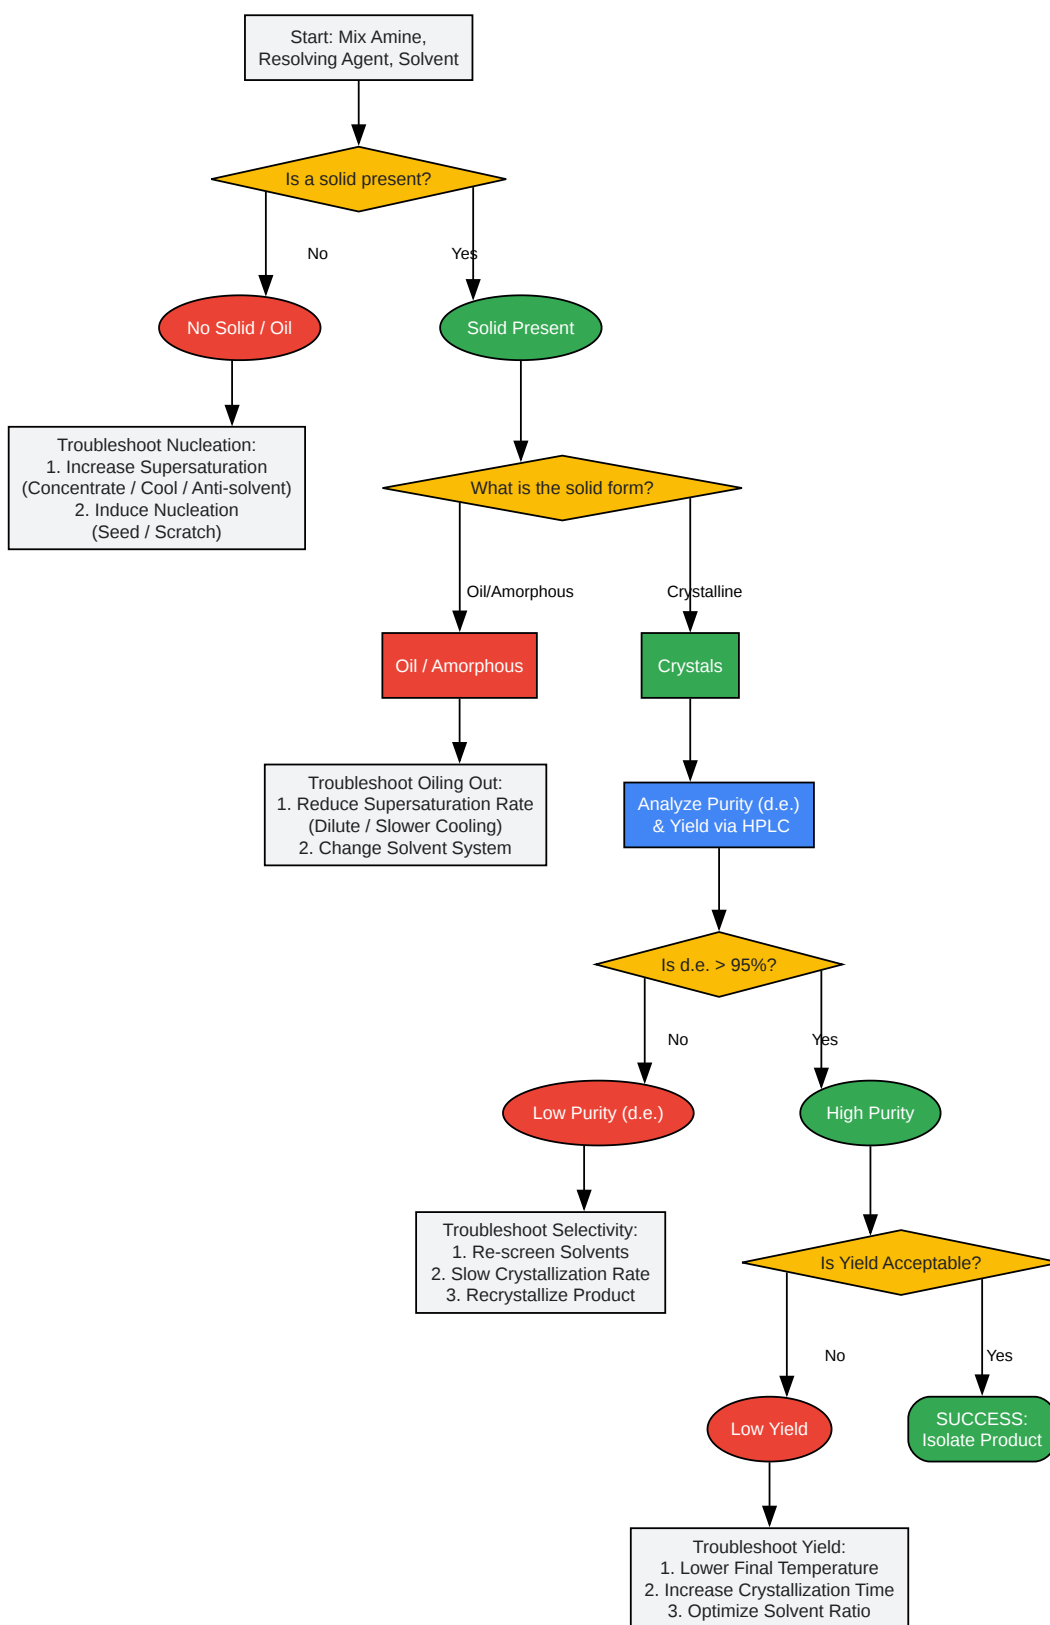 Start: Mix Amine,
Resolving Agent, Solvent
Is a solid present?
No
Yes
No Solid / Oil
Solid Present
Troubleshoot Nucleation:
1. Increase Supersaturation
(Concentrate / Cool / Anti-solvent)
2. Induce Nucleation
(Seed / Scratch)
What is the solid form?
Oil/Amorphous
Crystalline
Oil / Amorphous
Crystals
Troubleshoot Oiling Out:
1. Reduce Supersaturation Rate
(Dilute / Slower Cooling)
2. Change Solvent System
Analyze Purity (d.e.)
& Yield via HPLC
Is d.e. > 95%?
No
Yes
Low Purity (d.e.)
High Purity
Troubleshoot Selectivity:
1. Re-screen Solvents
2. Slow Crystallization Rate
3. Recrystallize Product
Is Yield Acceptable?
No
Yes
Low Yield
SUCCESS:
Isolate Product
Troubleshoot Yield:
1. Lower Final Temperature
2. Increase Crystallization Time
3. Optimize Solvent Ratio